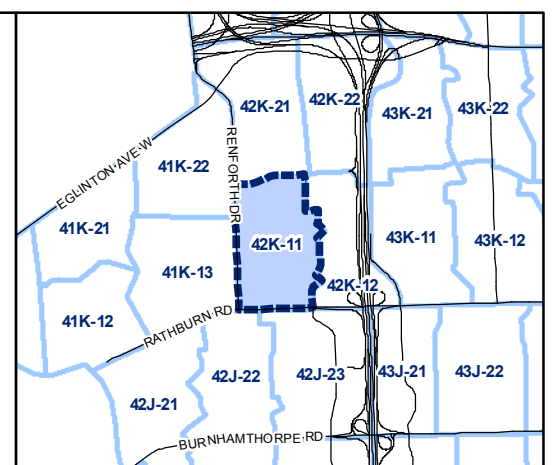 42K-21
42K-22
43K-21
43K-22
RENFORTH DR
EGLINTON AVE W
41K-22
41K-21
42K-11
43K-11
43K-12
41K-13
42K-12
41K-12
RATHBURN RD
42J-22
42J-23
43J-21
43J-22
42J-21
BURNHAMTHORPE RD